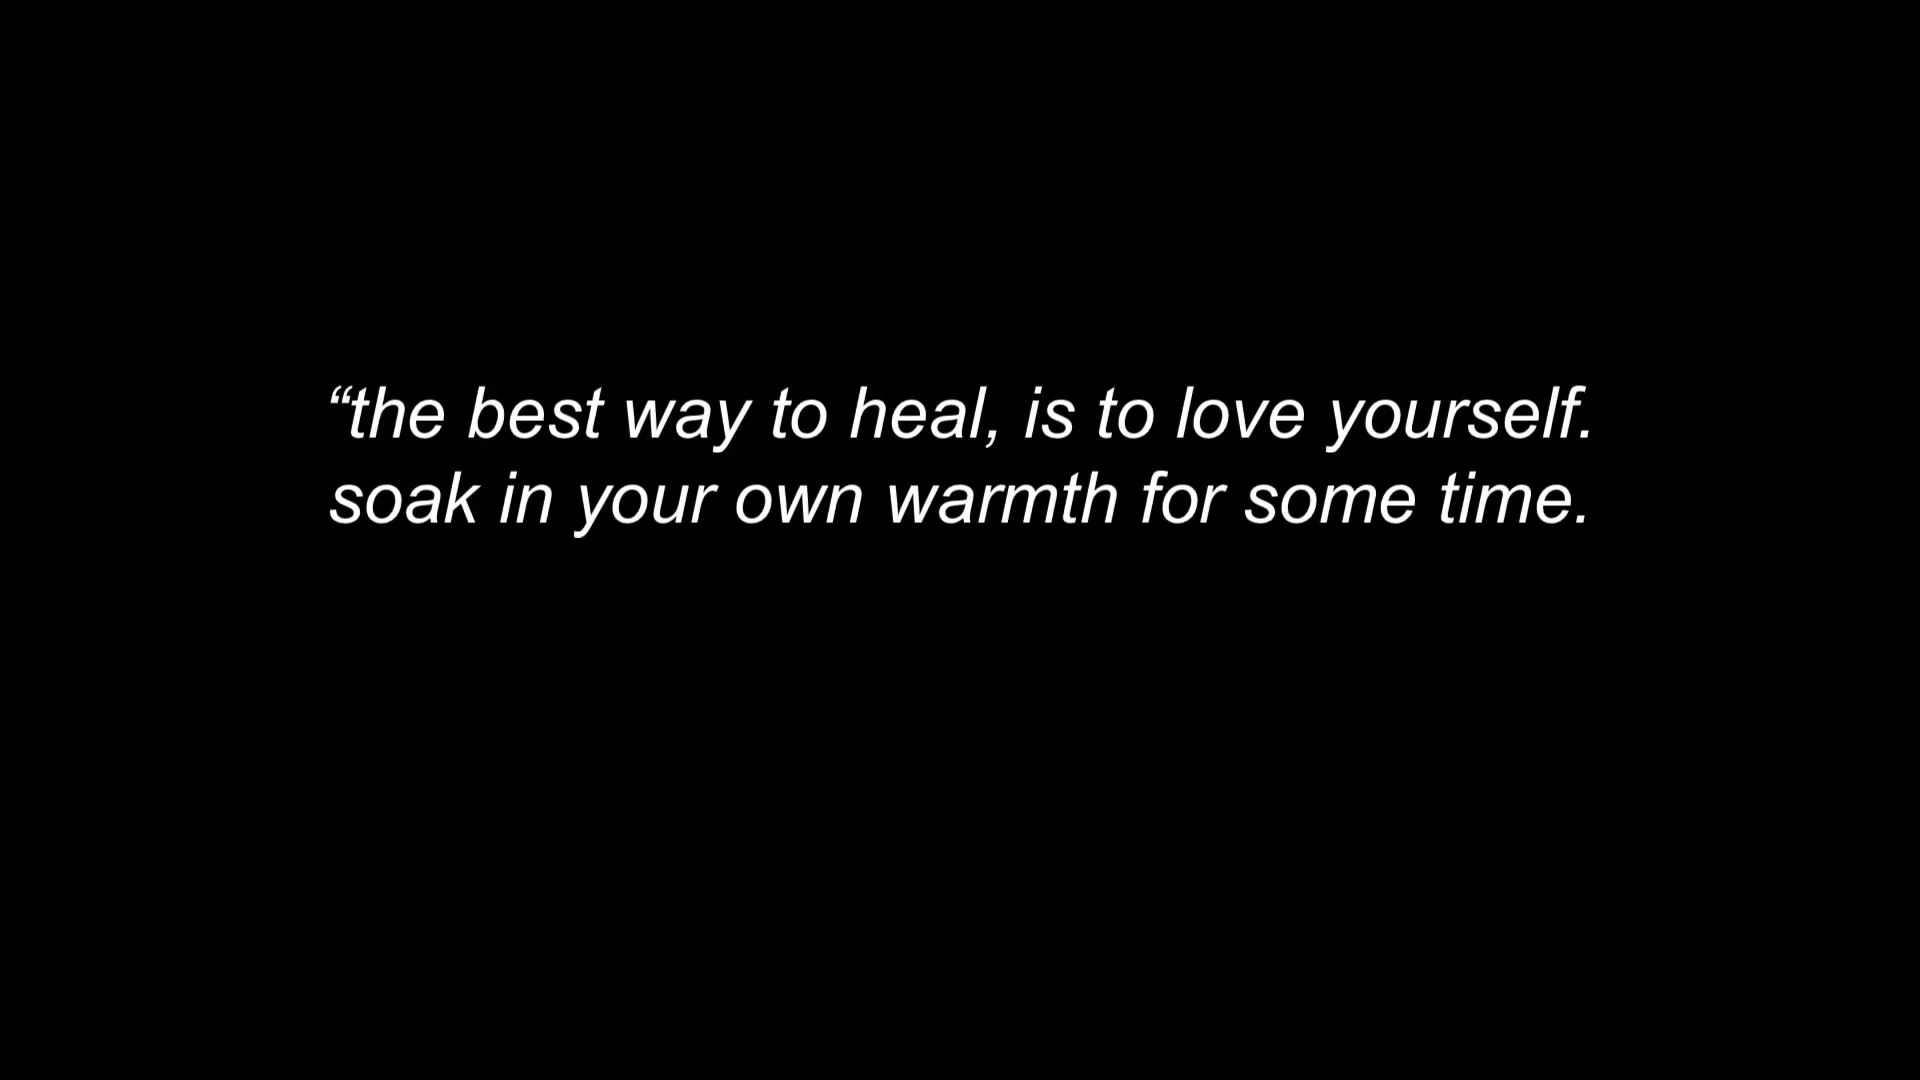 “the best way to heal, is to love yourself.
soak in your own warmth for some time.